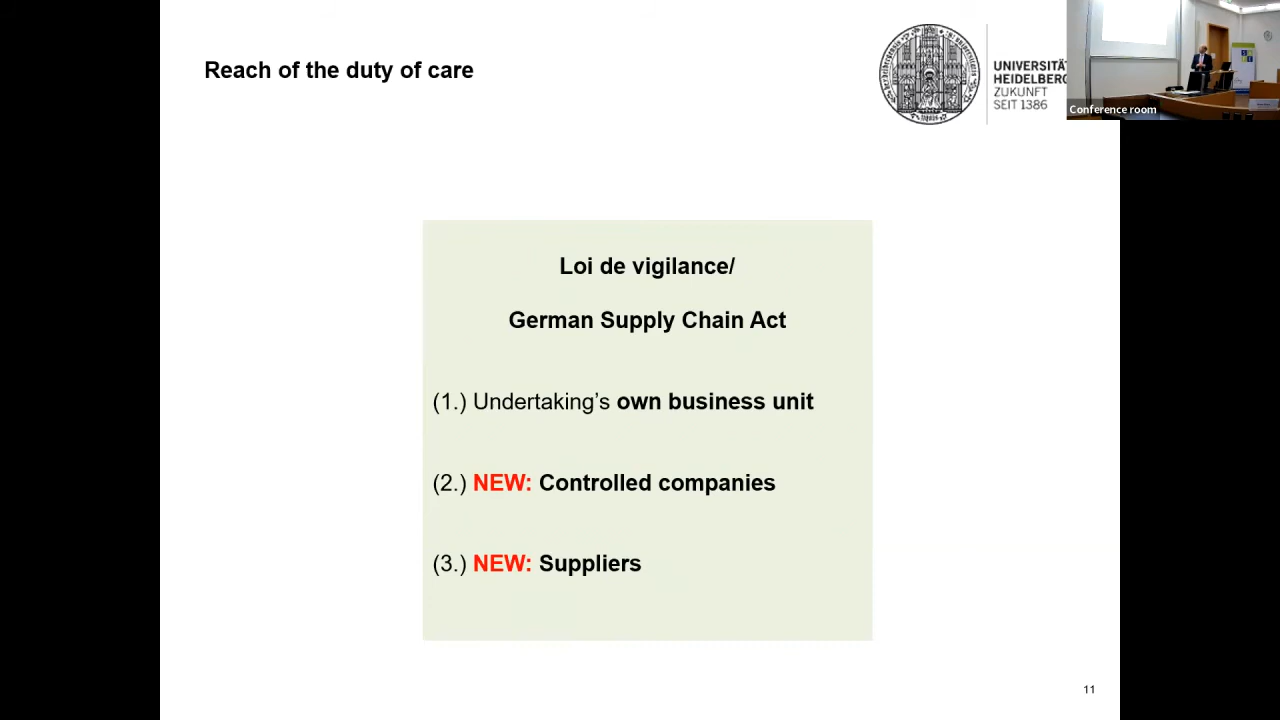 Reach of the duty of care
UNIVERSITÄT
HEIDELBERG
ZUKUNFT
SEIT 1386
Conference room
Loi de vigilance/
German Supply Chain Act
(1.) Undertaking’s own business unit
(2.) NEW: Controlled companies
(3.) NEW: Suppliers
11